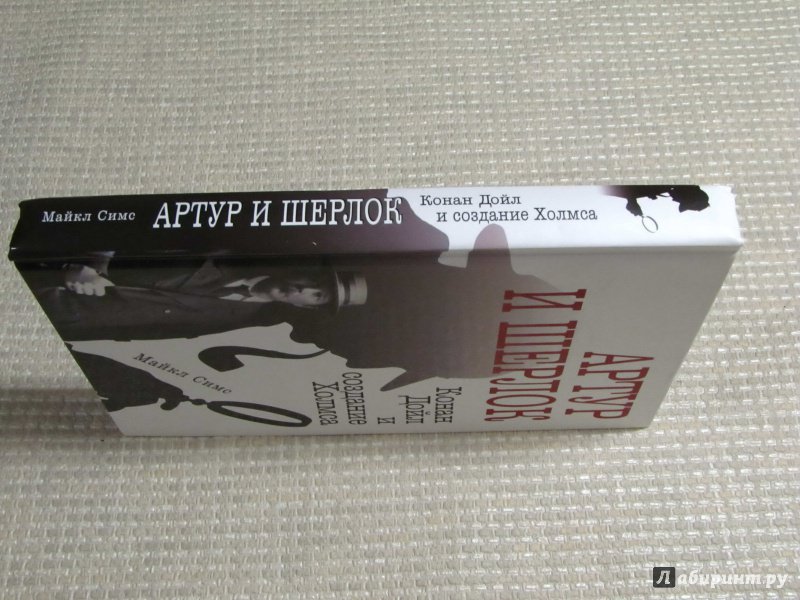 Майкл Симс
АРТУР И ШЕРЛОК
Конан Дойл
и создание Холмса
АРТУР
И ШЕРЛОК
Конан
Дойл
и
создание
Холмса
Майкл Симс
Лабиринт.ру